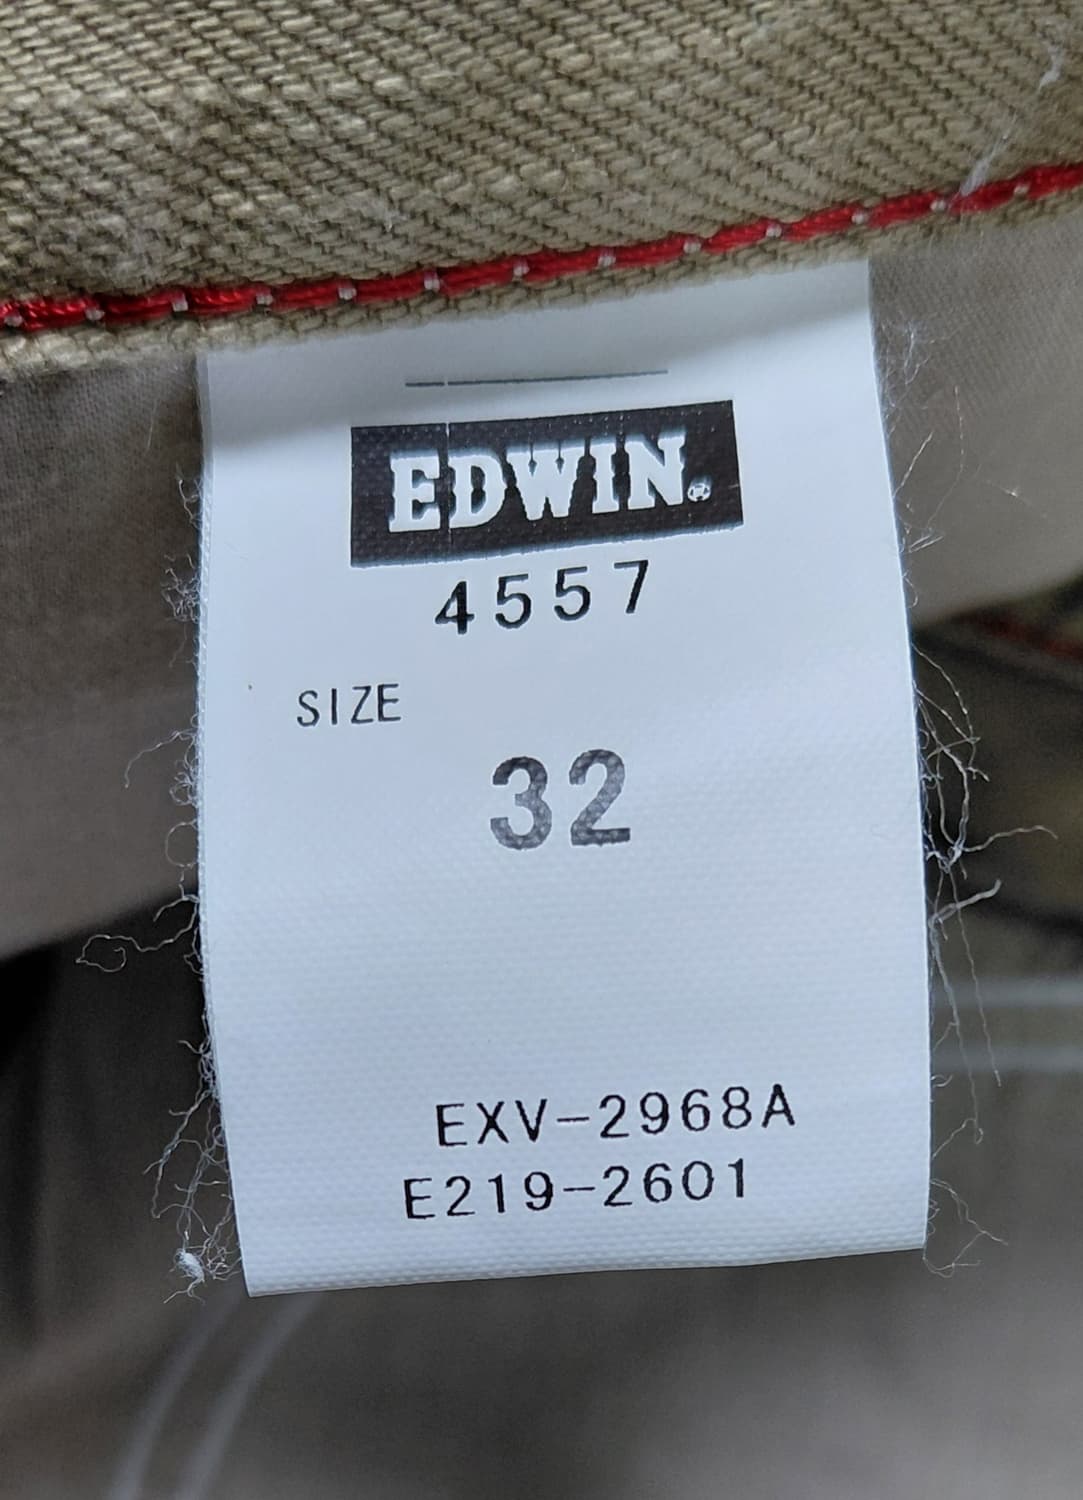 EDWIN®
4557
SIZE
32
EXV-2968A
E219-2601